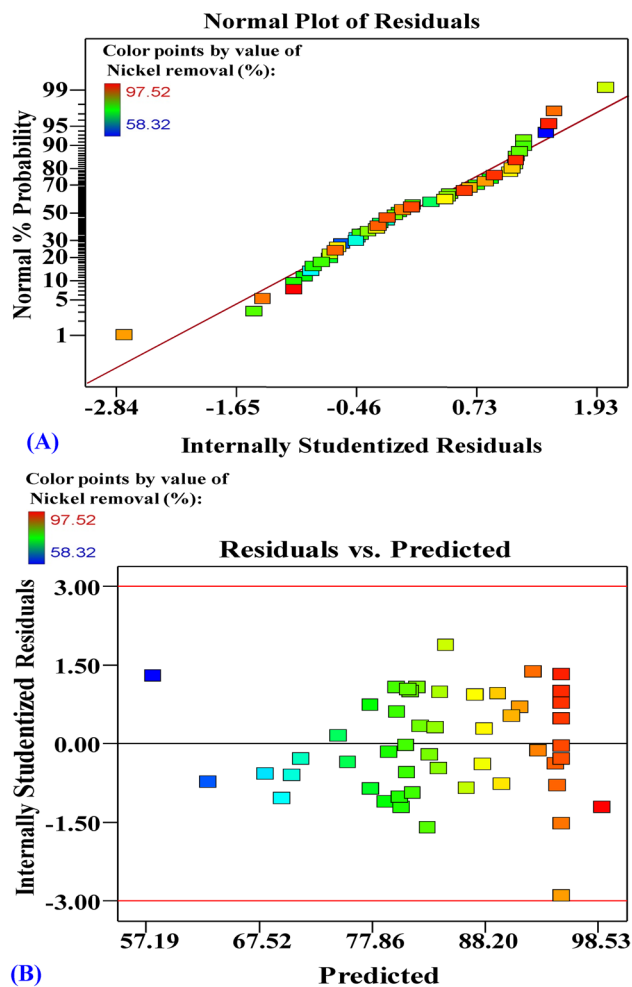 Normal Plot of Residuals
Color points by value of
Nickel removal (%):
97.52
58.32
Normal % Probability
99
95
90
80
70
50
30
20
10
5
1
-2.84
-1.65
-0.46
0.73
1.93
(A)
Internally Studentized Residuals
Color points by value of
Nickel removal (%):
97.52
58.32
Residuals vs. Predicted
Internally Studentized Residuals
3.00
1.50
0.00
-1.50
-3.00
57.19
67.52
77.86
88.20
98.53
(B)
Predicted